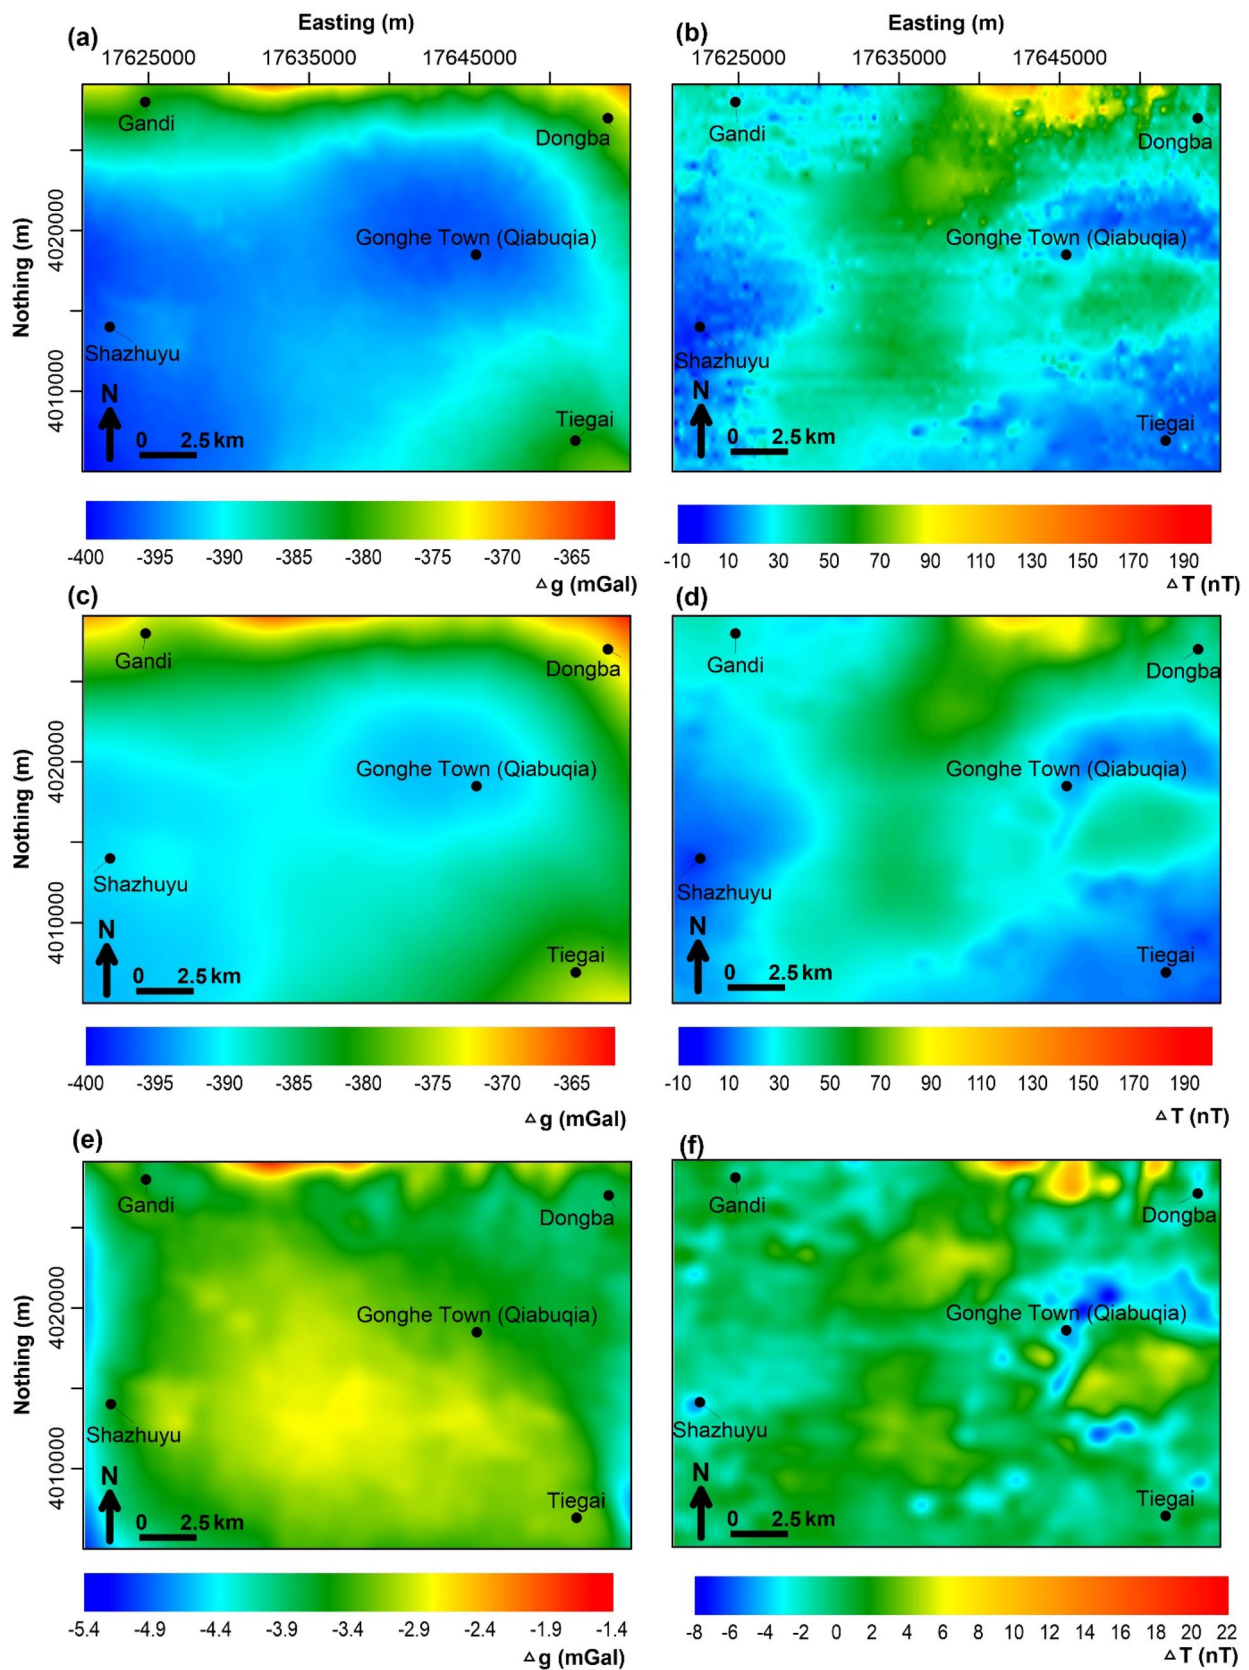 Easting (m)
Easting (m)
(a)
(b)
17625000 17635000 17645000
17625000 17635000 17645000
Gandi
Dongba
Gonghe Town (Qiabuqia)
Shazhuyu
Tiegai
N
0 2.5 km
Nothing (m)
4020000
4010000
Gandi
Dongba
Gonghe Town (Qiabuqia)
Shazhuyu
Tiegai
N
0 2.5 km
-400 -395 -390 -385 -380 -375 -370 -365
△ g (mGal)
-10 10 30 50 70 90 110 130 150 170 190
△ T (nT)
(c)
(d)
Gandi
Dongba
Gonghe Town (Qiabuqia)
Shazhuyu
Tiegai
N
0 2.5 km
Nothing (m)
4020000
4010000
Gandi
Dongba
Gonghe Town (Qiabuqia)
Shazhuyu
Tiegai
N
0 2.5 km
-400 -395 -390 -385 -380 -375 -370 -365
△ g (mGal)
-10 10 30 50 70 90 110 130 150 170 190
△ T (nT)
(e)
(f)
Gandi
Dongba
Gonghe Town (Qiabuqia)
Shazhuyu
Tiegai
N
0 2.5 km
Nothing (m)
4020000
4010000
Gandi
Dongba
Gonghe Town (Qiabuqia)
Shazhuyu
Tiegai
N
0 2.5 km
-5.4 -4.9 -4.4 -3.9 -3.4 -2.9 -2.4 -1.9 -1.4
△ g (mGal)
-8 -6 -4 -2 0 2 4 6 8 10 12 14 16 18 20 22
△ T (nT)